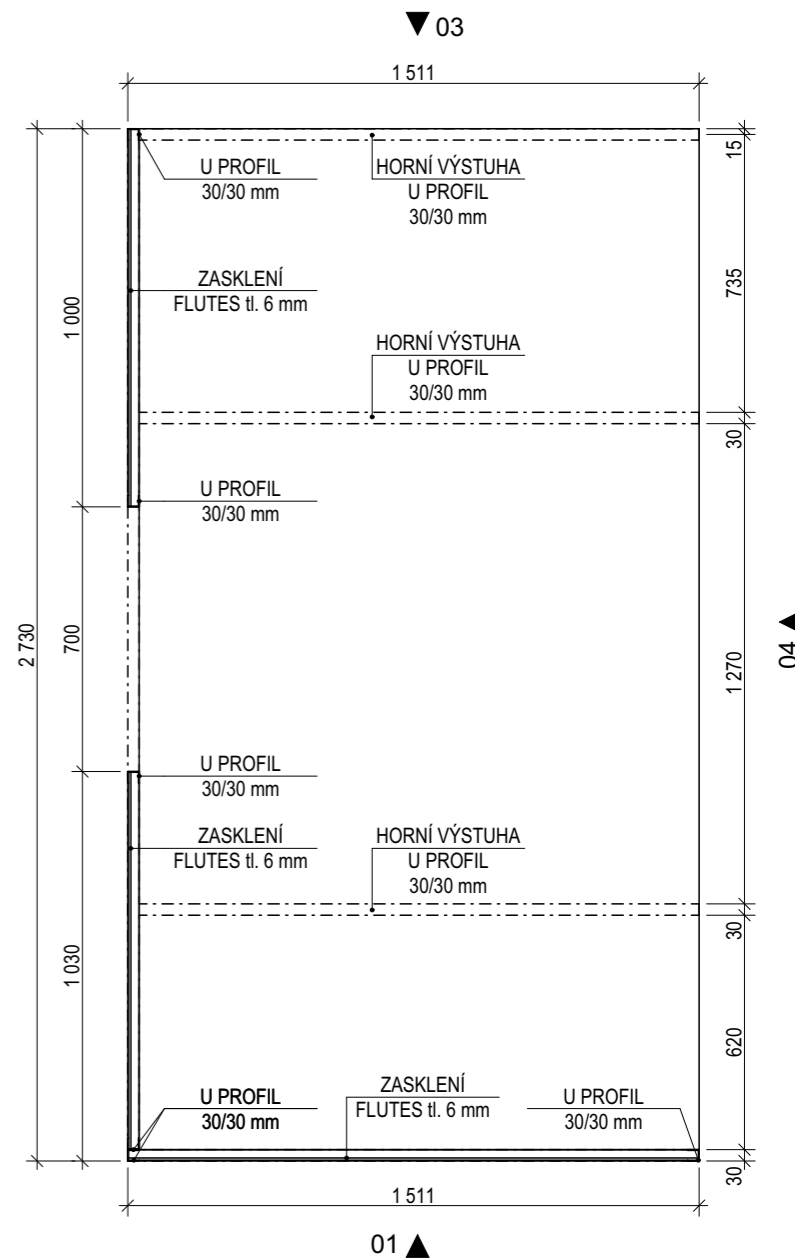 03
1 511
U PROFIL
30/30 mm
HORNÍ VÝSTUHA
U PROFIL
30/30 mm
15
ZASKLENÍ
FLUTES tl. 6 mm
735
1 000
HORNÍ VÝSTUHA
U PROFIL
30/30 mm
30
U PROFIL
30/30 mm
2 730
700
1 270
04
U PROFIL
30/30 mm
ZASKLENÍ
FLUTES tl. 6 mm
HORNÍ VÝSTUHA
U PROFIL
30/30 mm
30
1 030
620
U PROFIL
30/30 mm
ZASKLENÍ
FLUTES tl. 6 mm
U PROFIL
30/30 mm
30
1 511
01